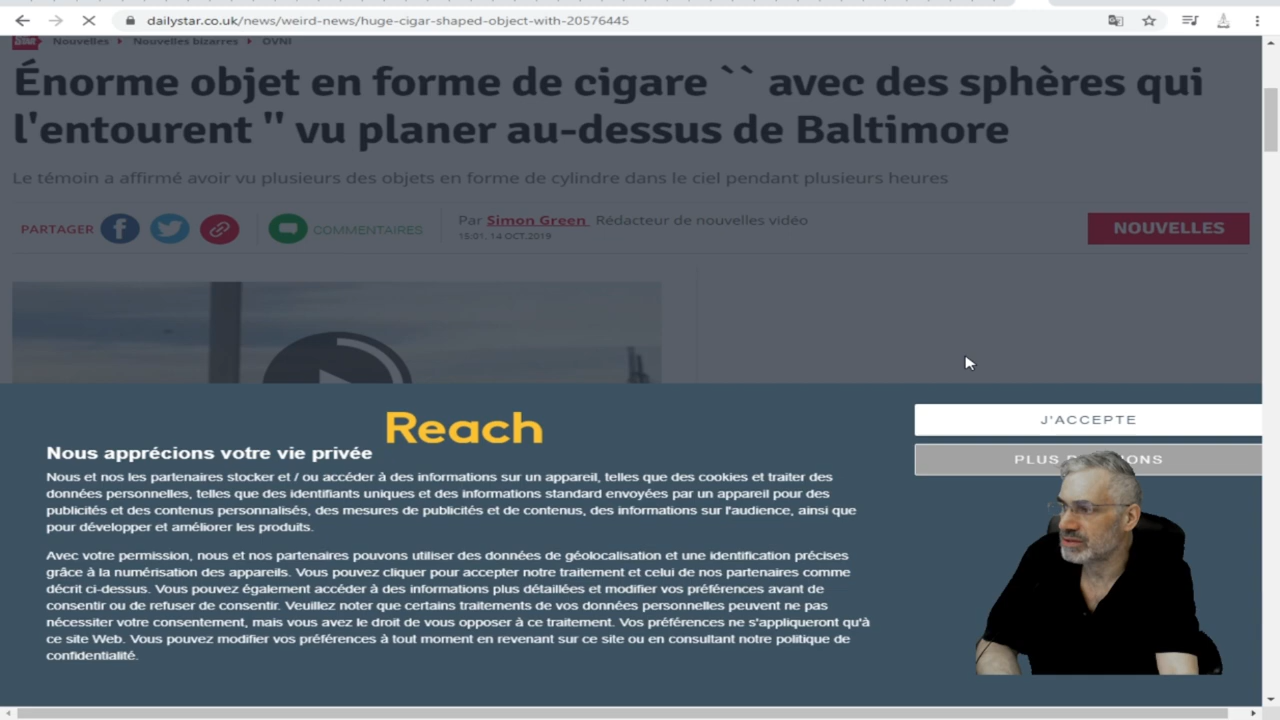 dailystar.co.uk/news/weird-news/huge-cigar-shaped-object-with-20576445
Star Nouvelles Nouvelles bizarres OVNI
Énorme objet en forme de cigare `` avec des sphères qui
l'entourent '' vu planer au-dessus de Baltimore
Le témoin a affirmé avoir vu plusieurs des objets en forme de cylindre dans le ciel pendant plusieurs heures
PARTAGER COMMENTAIRES Par Simon Green Rédacteur de nouvelles vidéo
15:01, 14 OCT.2019
NOUVELLES
Reach
J'ACCEPTE
PLUS
Nous apprécions votre vie privée
Nous et nos les partenaires stocker et / ou accéder à des informations sur un appareil, telles que des cookies et traiter des
données personnelles, telles que des identifiants uniques et des informations standard envoyées par un appareil pour des
publicités et des contenus personnalisés, des mesures de publicités et de contenus, des informations sur l'audience, ainsi que
pour développer et améliorer les produits.
Avec votre permission, nous et nos partenaires pouvons utiliser des données de géolocalisation et une identification précises
grâce à la numérisation des appareils. Vous pouvez cliquer pour accepter notre traitement et celui de nos partenaires comme
décrit ci-dessus. Vous pouvez également accéder à des informations plus détaillées et modifier vos préférences avant de
consentir ou de refuser de consentir. Veuillez noter que certains traitements de vos données personnelles peuvent ne pas
nécessiter votre consentement, mais vous avez le droit de vous opposer à ce traitement. Vos préférences ne s'appliqueront qu'à
ce site Web. Vous pouvez modifier vos préférences à tout moment en revenant sur ce site ou en consultant notre politique de
confidentialité.